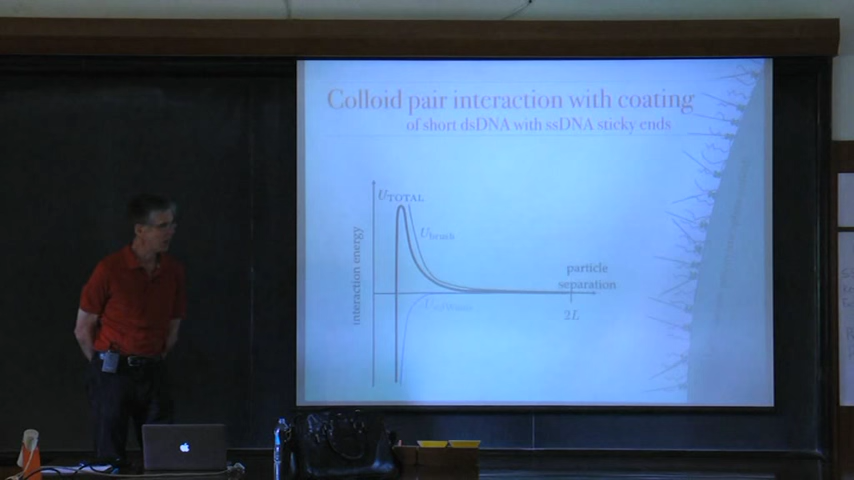 Colloid pair interaction with coating
of short dsDNA with ssDNA sticky ends
UTOTAL
Ubrush
interaction energy
particle
separation
2L